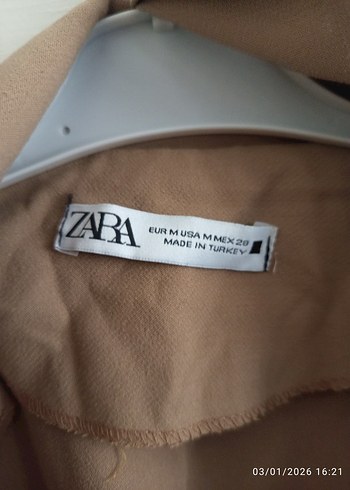 ZARA
EUR M USA M MEX 28
MADE IN TURKEY
03/01/2026 16:21